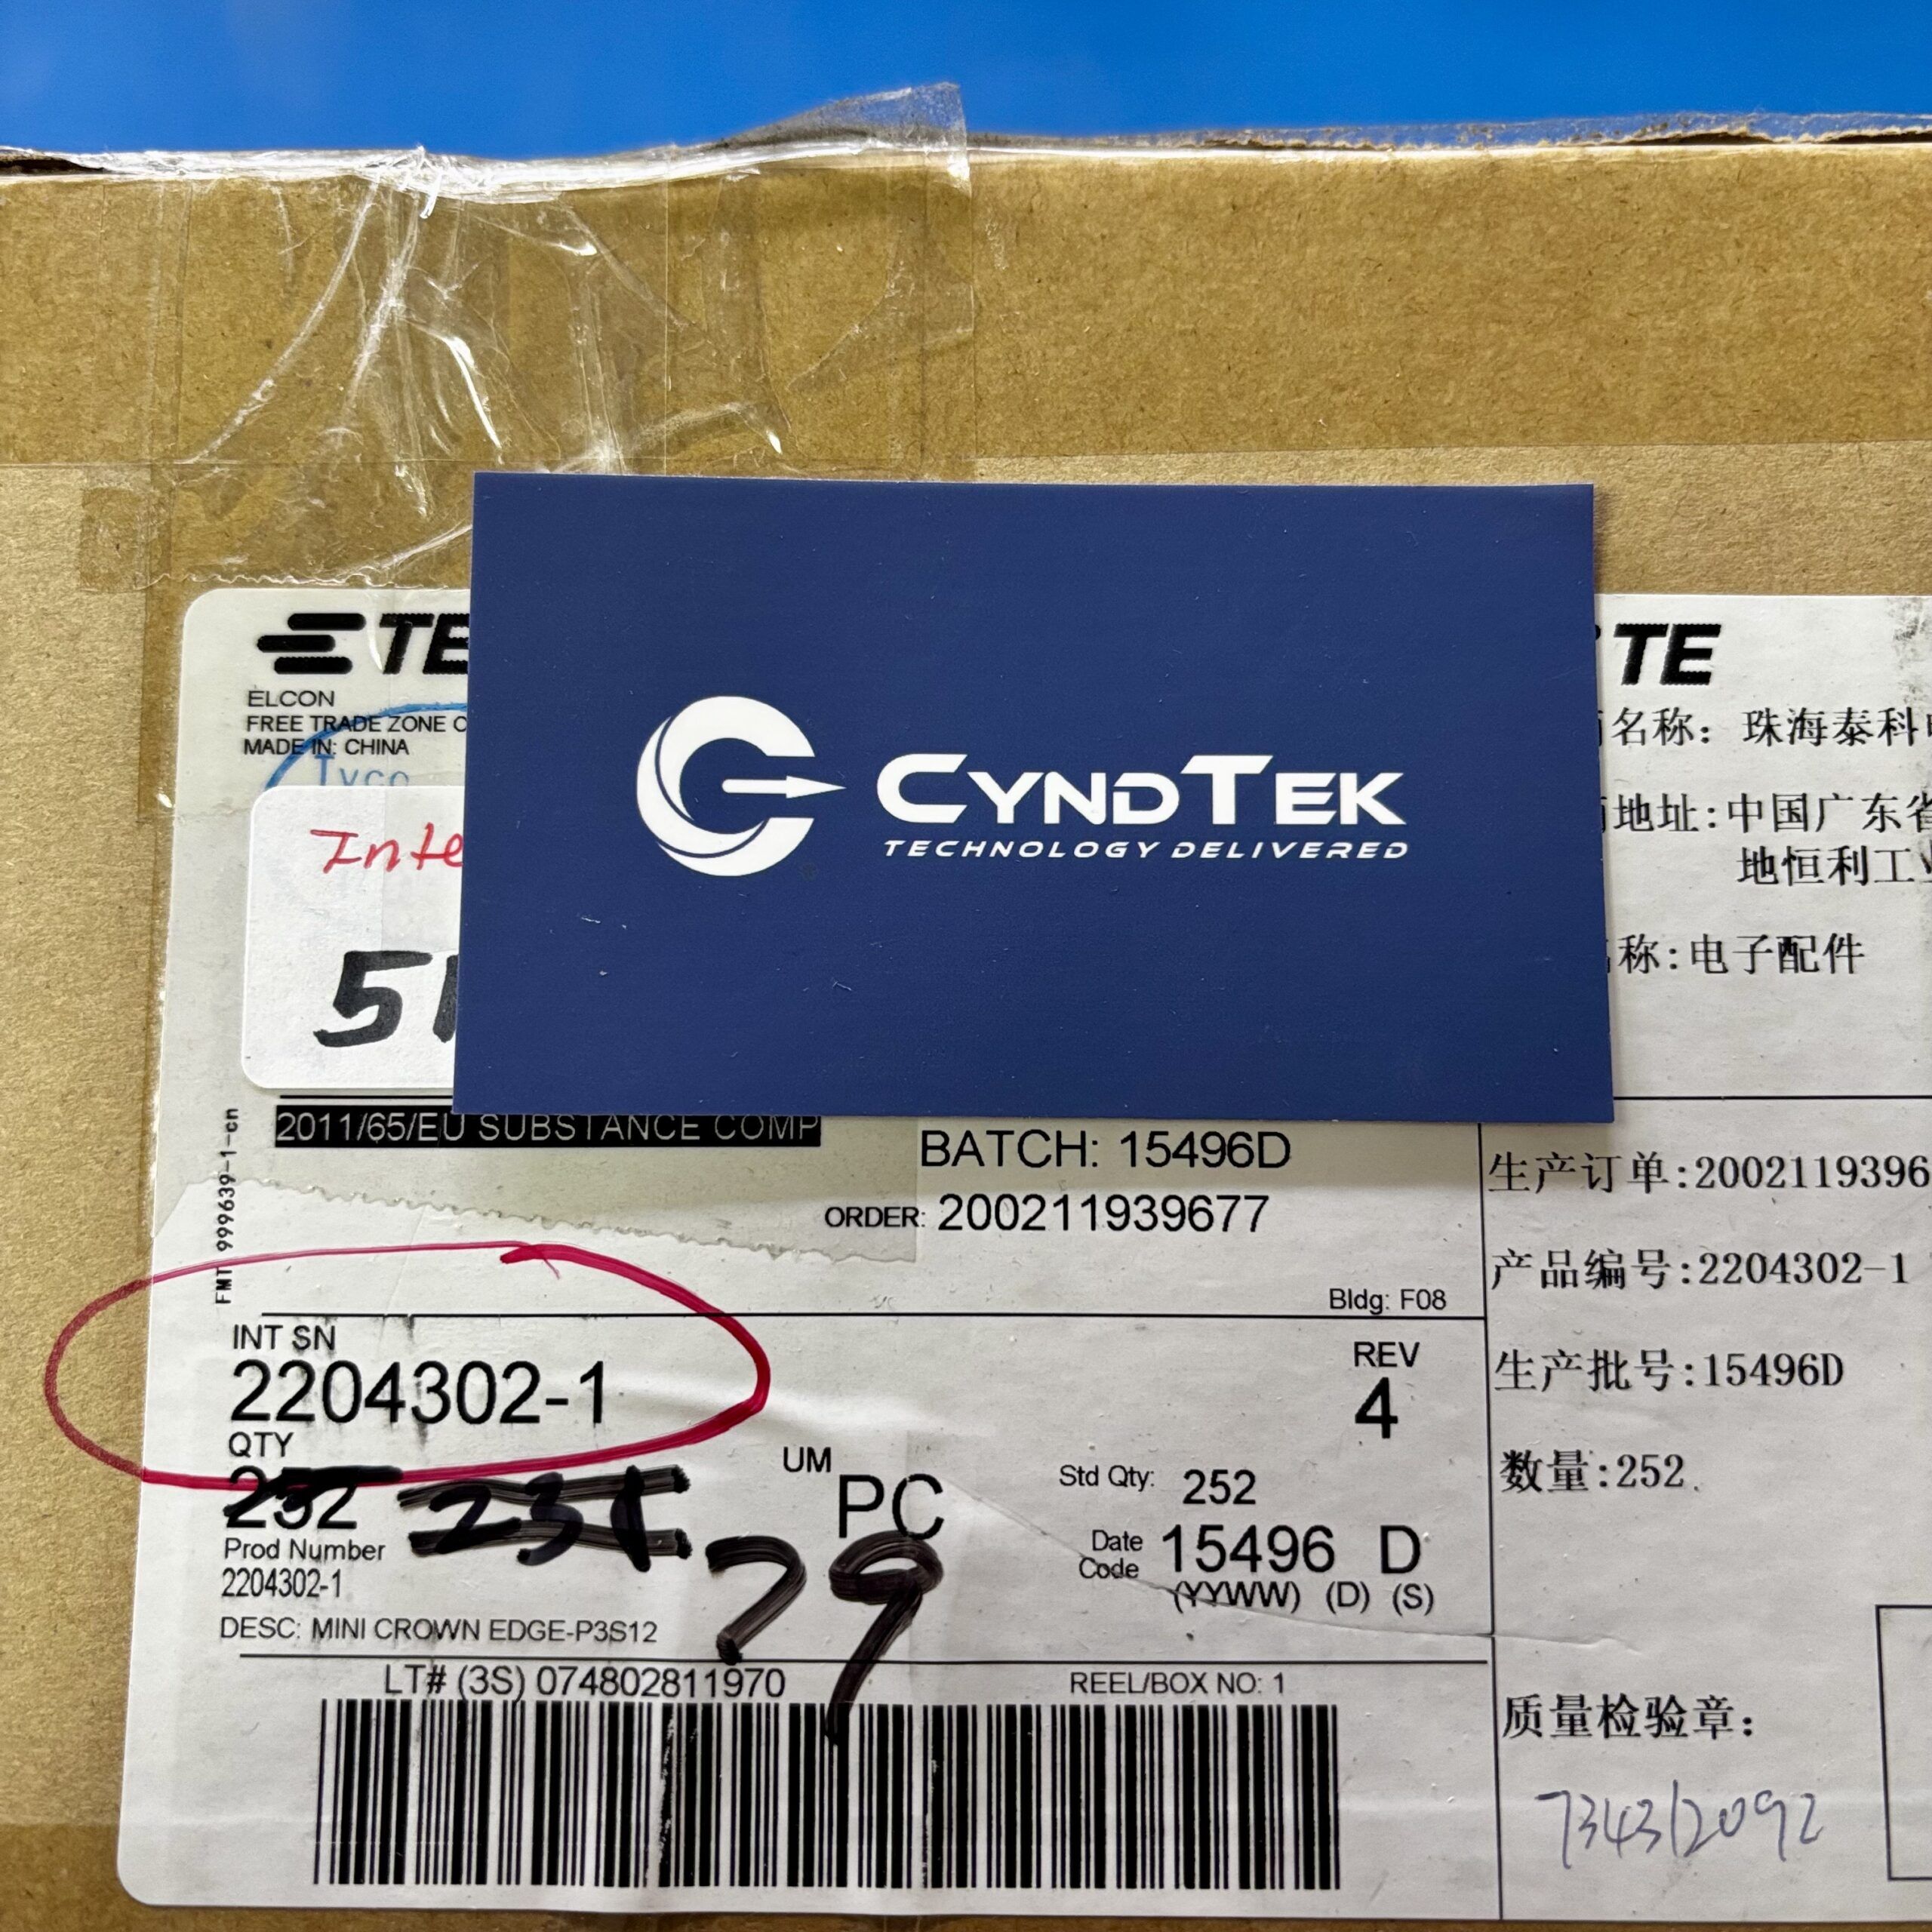 TE
ELCON
FREE TRADE ZONE
MADE IN: CHINA
Tyco
CYNDTEK
TECHNOLOGY DELIVERED
2011/65/EU SUBSTANCE COMP
FMT 999639-1-cn
BATCH: 15496D
ORDER: 200211939677
Bldg: F08
INT SN
2204302-1
REV
4
QTY
252 231 79
UM
PC
Std Qty: 252
Date Code 15496 D
(YYWW) (D) (S)
Prod Number
2204302-1
DESC: MINI CROWN EDGE-P3S12
LT# (3S) 074802811970
REEL/BOX NO: 1
TE
名称: 珠海泰科
地址:中国广东省
地恒利工业
称:电子配件
生产订单:2002119396
产品编号:2204302-1
生产批号:15496D
数量:252
质量检验章:
734312092